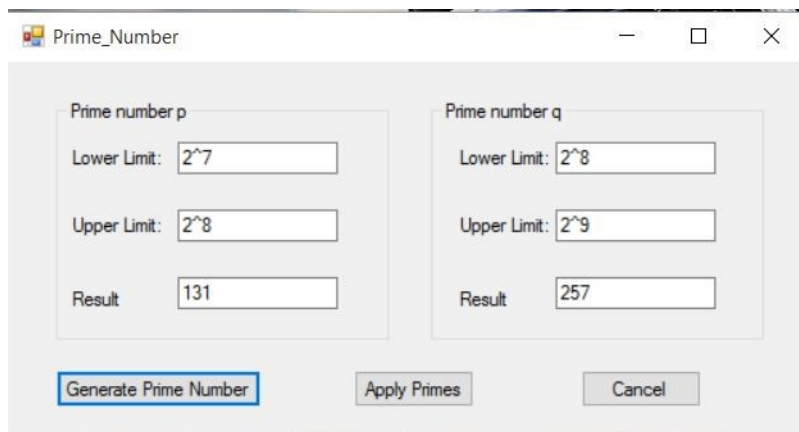 Prime_Number
Prime number p
Lower Limit: 2^7
Upper Limit: 2^8
Result 131
Prime number q
Lower Limit: 2^8
Upper Limit: 2^9
Result 257
Generate Prime Number Apply Primes Cancel